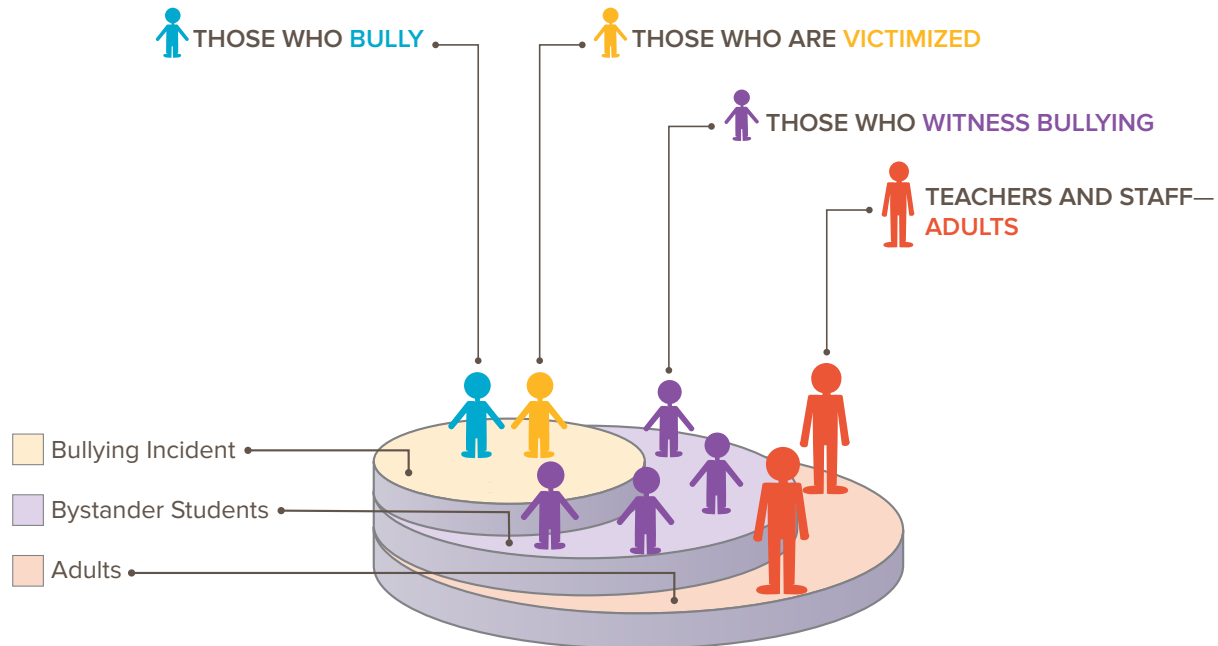 THOSE WHO BULLY
THOSE WHO ARE VICTIMIZED
THOSE WHO WITNESS BULLYING
TEACHERS AND STAFF—
ADULTS
Bullying Incident
Bystander Students
Adults